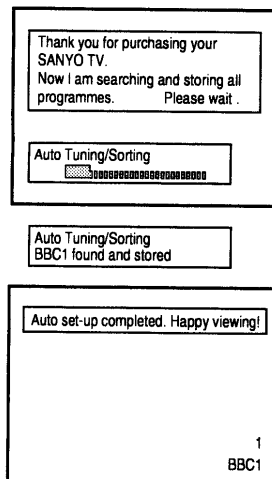 Thank you for purchasing your
SANYO TV.
Now I am searching and storing all
programmes. Please wait .
Auto Tuning/Sorting
Auto Tuning/Sorting
BBC1 found and stored
Auto set-up completed. Happy viewing!
1
BBC1